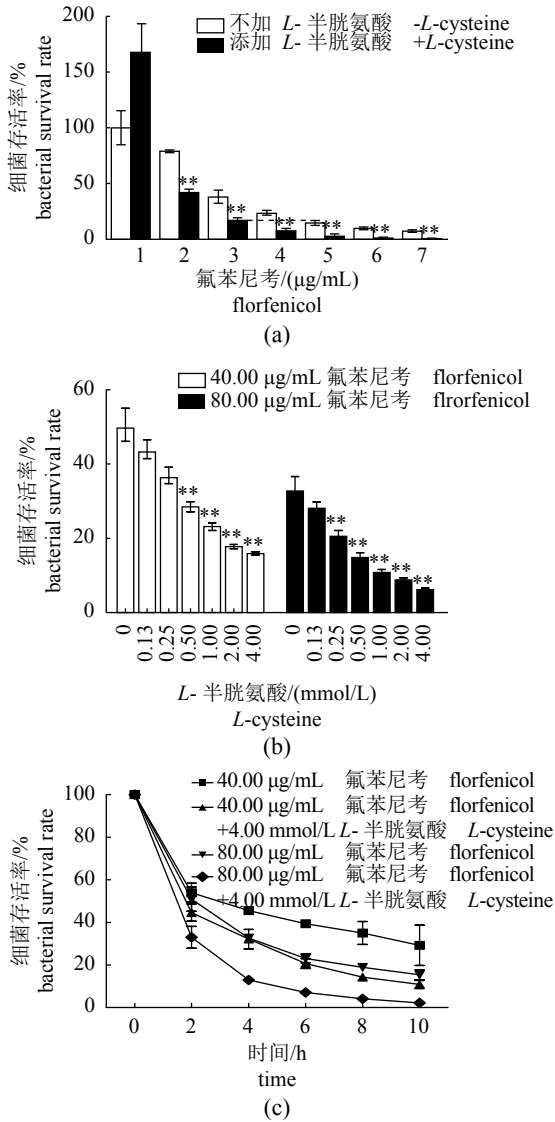 不加 L- 半胱氨酸 -L-cysteine
添加 L- 半胱氨酸 +L-cysteine
细菌存活率/%
bacterial survival rate
200
150
100
50
0
** ** ** ** ** **
1 2 3 4 5 6 7
氟苯尼考/(μg/mL)
florfenicol
(a)
40.00 μg/mL 氟苯尼考 florfenicol
80.00 μg/mL 氟苯尼考 flrorfenicol
细菌存活率/%
bacterial survival rate
60
40
20
0
** ** ** ** ** ** ** ** **
0 0.13 0.25 0.50 1.00 2.00 4.00 0 0.13 0.25 0.50 1.00 2.00 4.00
L- 半胱氨酸/(mmol/L)
L-cysteine
(b)
40.00 μg/mL 氟苯尼考 florfenicol
40.00 μg/mL 氟苯尼考 florfenicol
+4.00 mmol/L L- 半胱氨酸 L-cysteine
80.00 μg/mL 氟苯尼考 florfenicol
80.00 μg/mL 氟苯尼考 florfenicol
+4.00 mmol/L L- 半胱氨酸 L-cysteine
细菌存活率/%
bacterial survival rate
100
80
60
40
20
0
0 2 4 6 8 10
时间/h
time
(c)